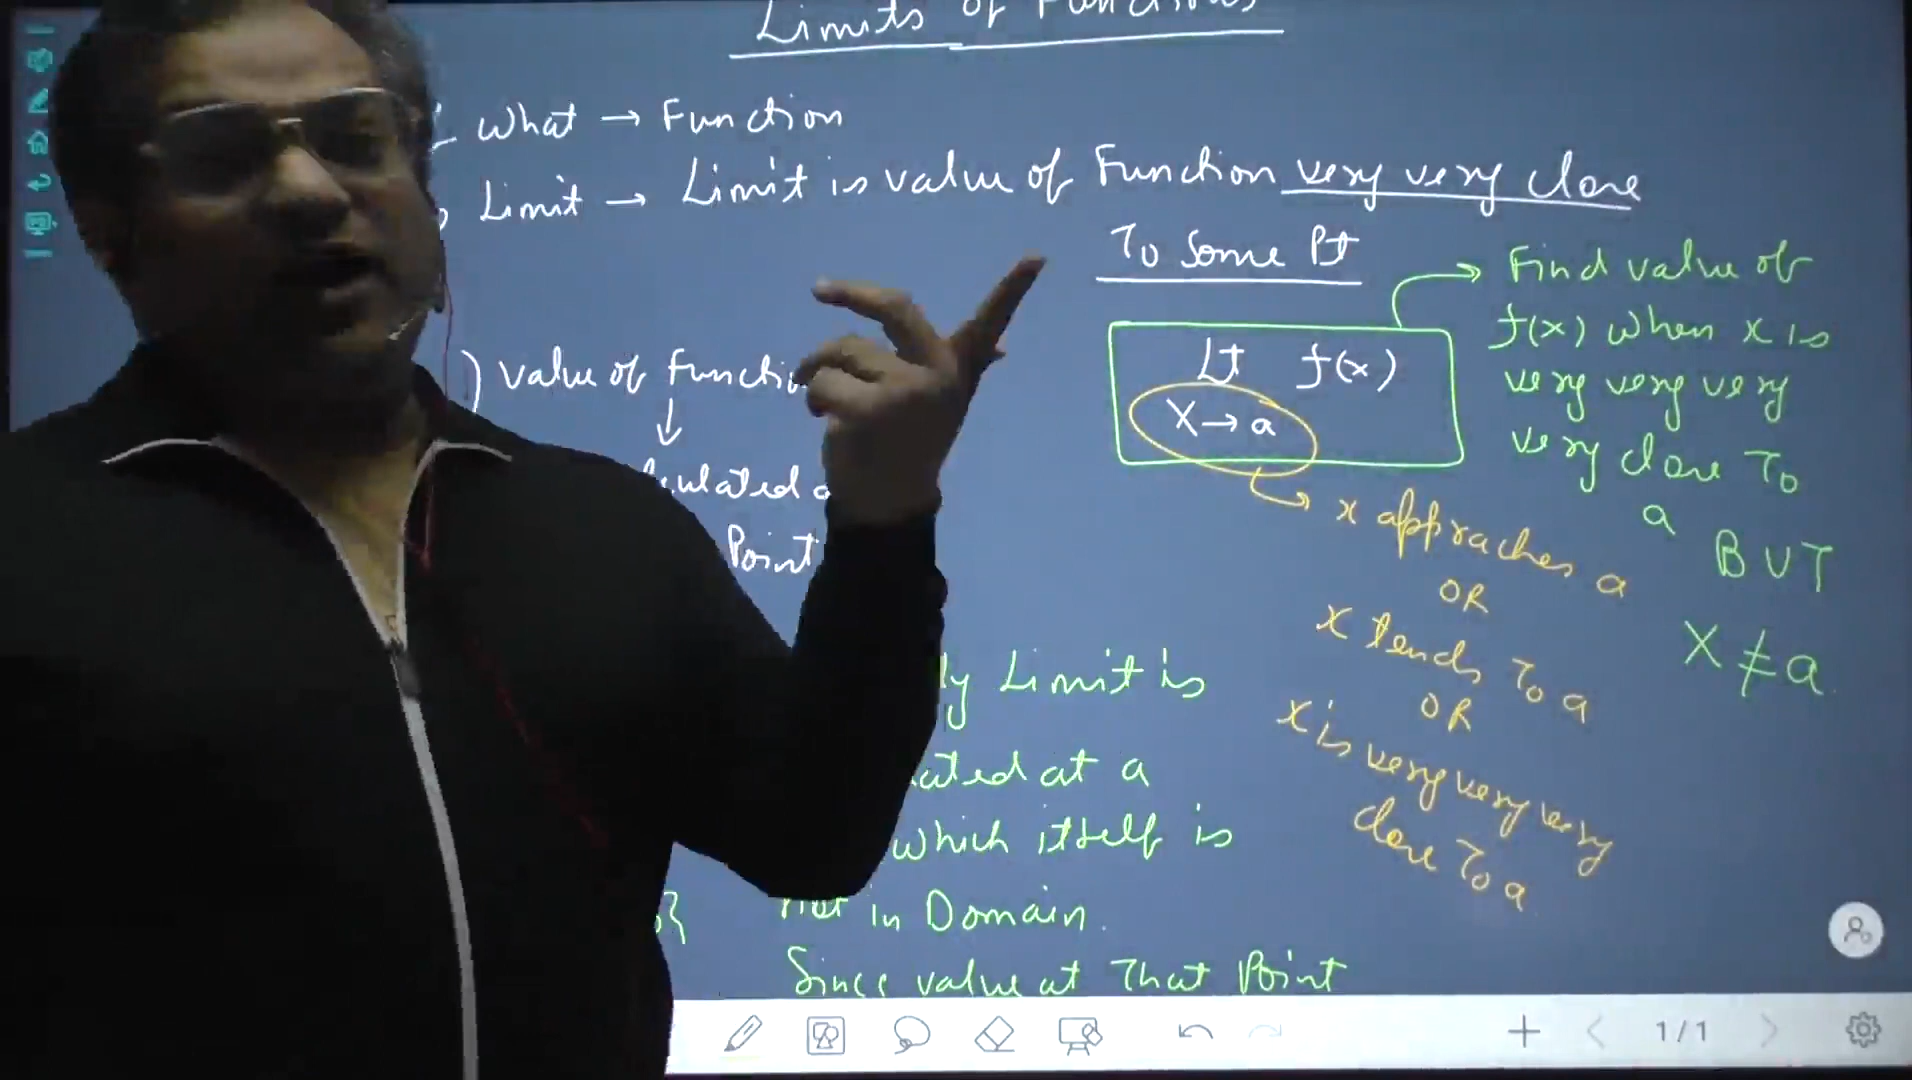 Limits of Functions
What → Function
Limit → Limit is value of Function very very close
To Some Pt
) value of Function
↓
Point
Lt f(x)
x→a
Find value of
f(x) when x is
very very very
very close To
a BUT
X ≠ a
x appraches a
OR
x tends To a
OR
x is very very very
close To a
Limit is
at a
which itself is
not in Domain.
Since value at That Point
1/1